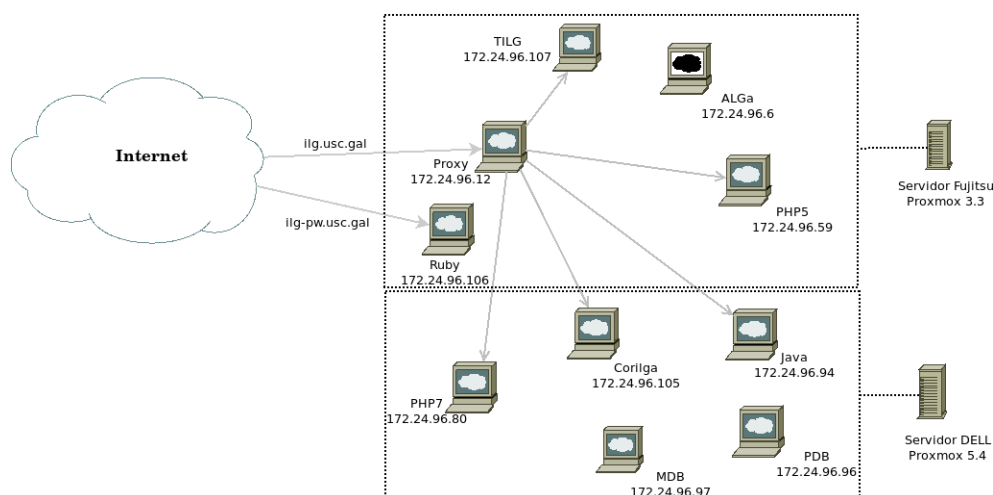 TILG
172.24.96.107
ALGa
172.24.96.6
Internet
ilg.usc.gal
Proxy
172.24.96.12
Servidor Fujitsu
Proxmox 3.3
PHP5
172.24.96.59
ilg-pw.usc.gal
Ruby
172.24.96.106
Corilga
172.24.96.105
Java
172.24.96.94
PHP7
172.24.96.80
Servidor DELL
Proxmox 5.4
PDB
172.24.96.96
MDB
172.24.96.97